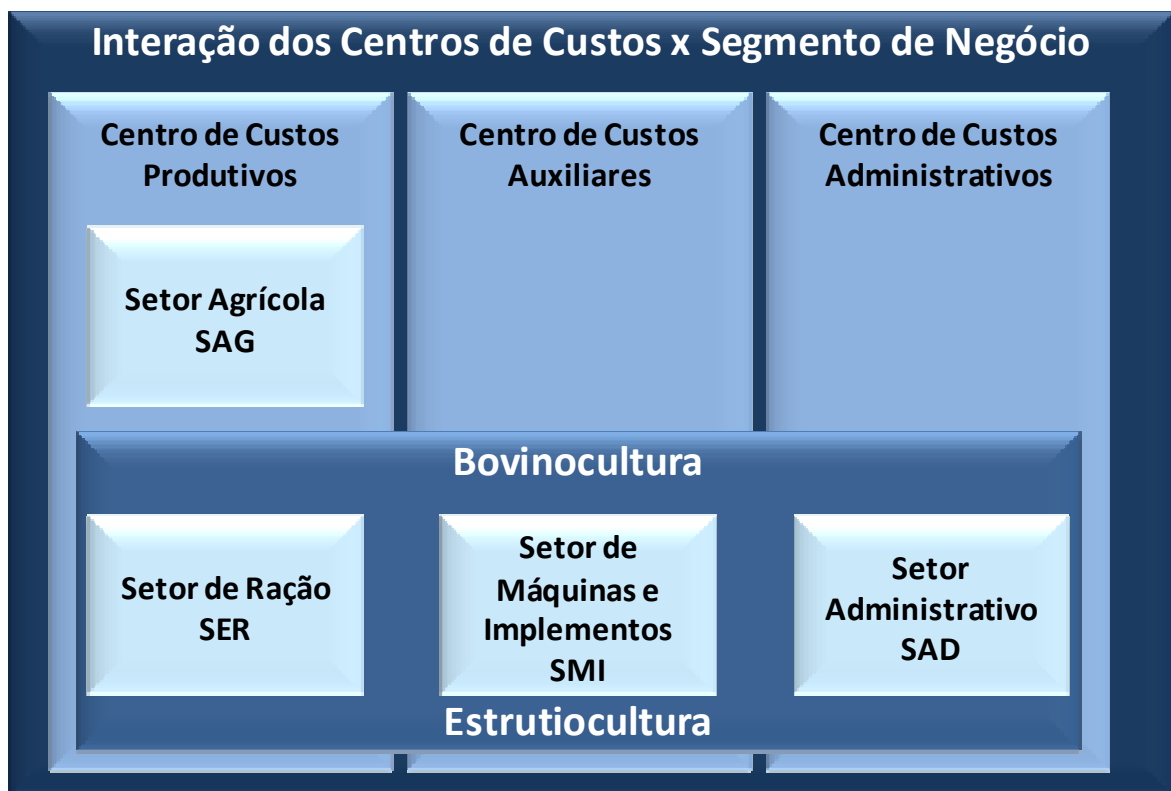 Interação dos Centros de Custos x Segmento de Negócio
Centro de Custos
Produtivos
Centro de Custos
Auxiliares
Centro de Custos
Administrativos
Setor Agrícola
SAG
Bovinocultura
Setor de Ração
SER
Setor de
Máquinas e
Implementos
SMI
Setor
Administrativo
SAD
Estrutiocultura